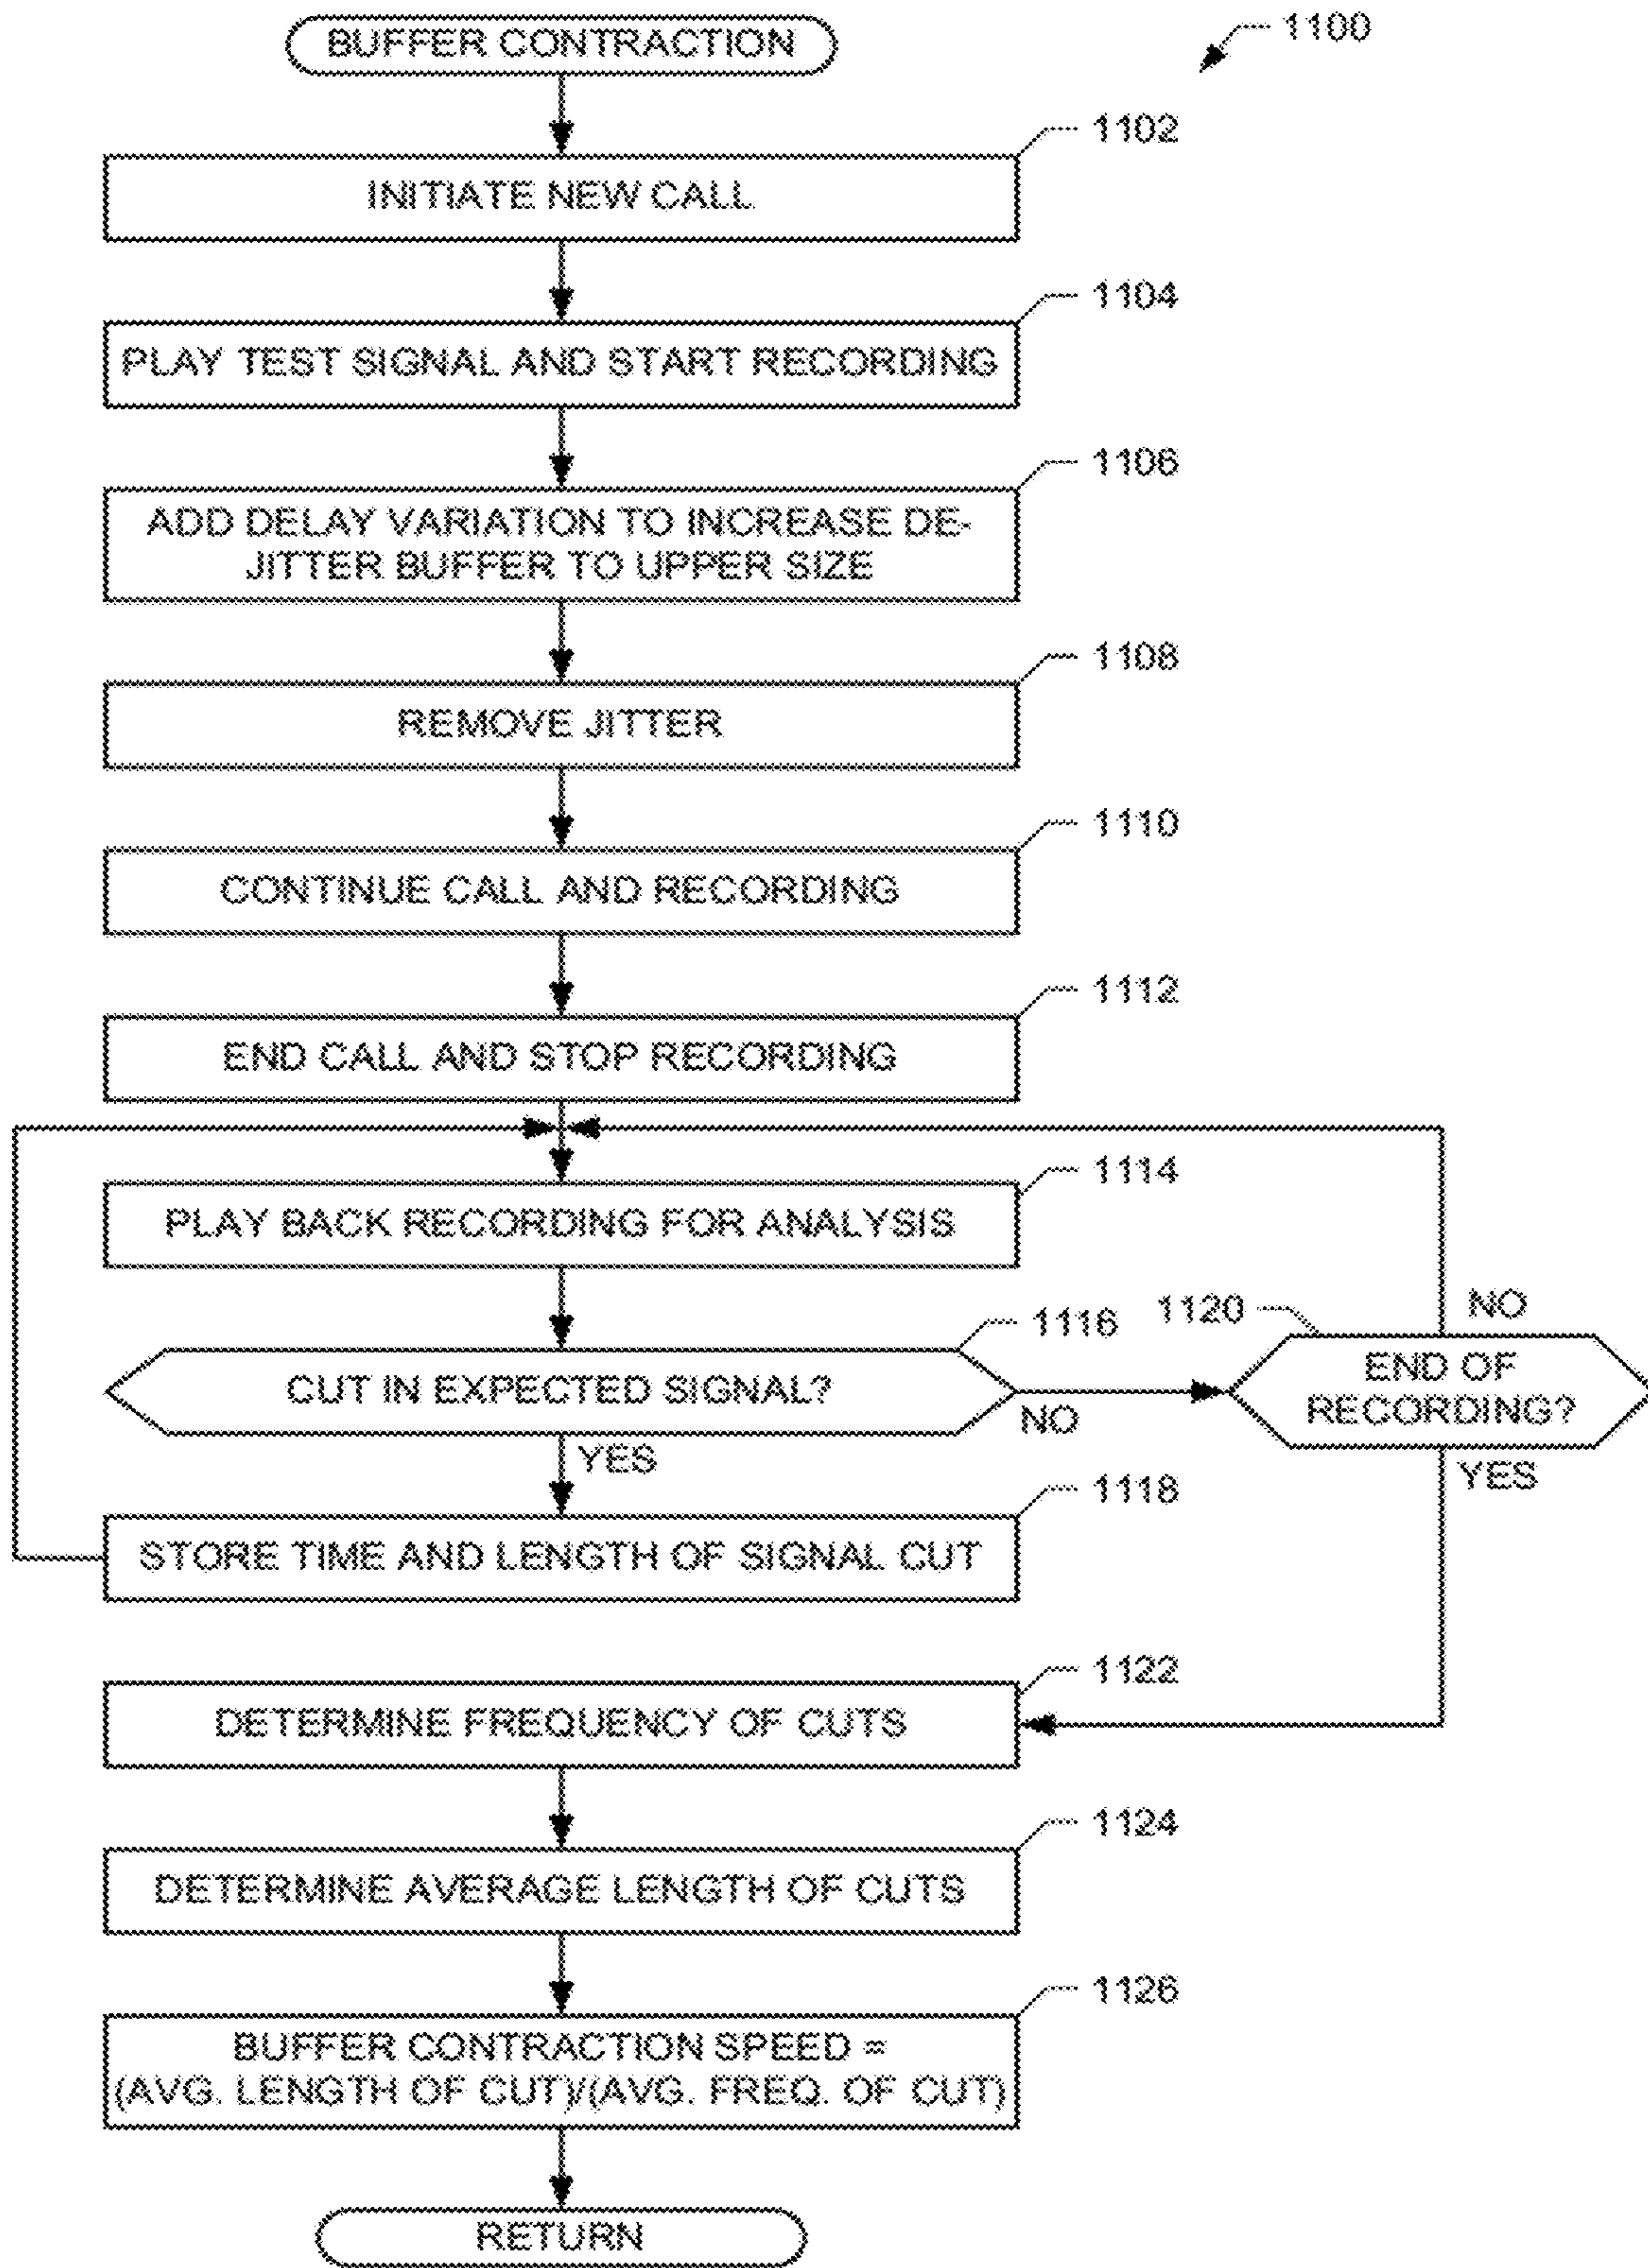 BUFFER CONTRACTION
1100
1102
INITIATE NEW CALL
1104
PLAY TEST SIGNAL AND START RECORDING
1106
ADD DELAY VARIATION TO INCREASE DE-
JITTER BUFFER TO UPPER SIZE
1108
REMOVE JITTER
1110
CONTINUE CALL AND RECORDING
1112
END CALL AND STOP RECORDING
1114
PLAY BACK RECORDING FOR ANALYSIS
1116
CUT IN EXPECTED SIGNAL?
NO
YES
1120
NO
END OF
RECORDING?
YES
1118
STORE TIME AND LENGTH OF SIGNAL CUT
1122
DETERMINE FREQUENCY OF CUTS
1124
DETERMINE AVERAGE LENGTH OF CUTS
1126
BUFFER CONTRACTION SPEED =
(AVG. LENGTH OF CUT)/(AVG. FREQ. OF CUT)
RETURN